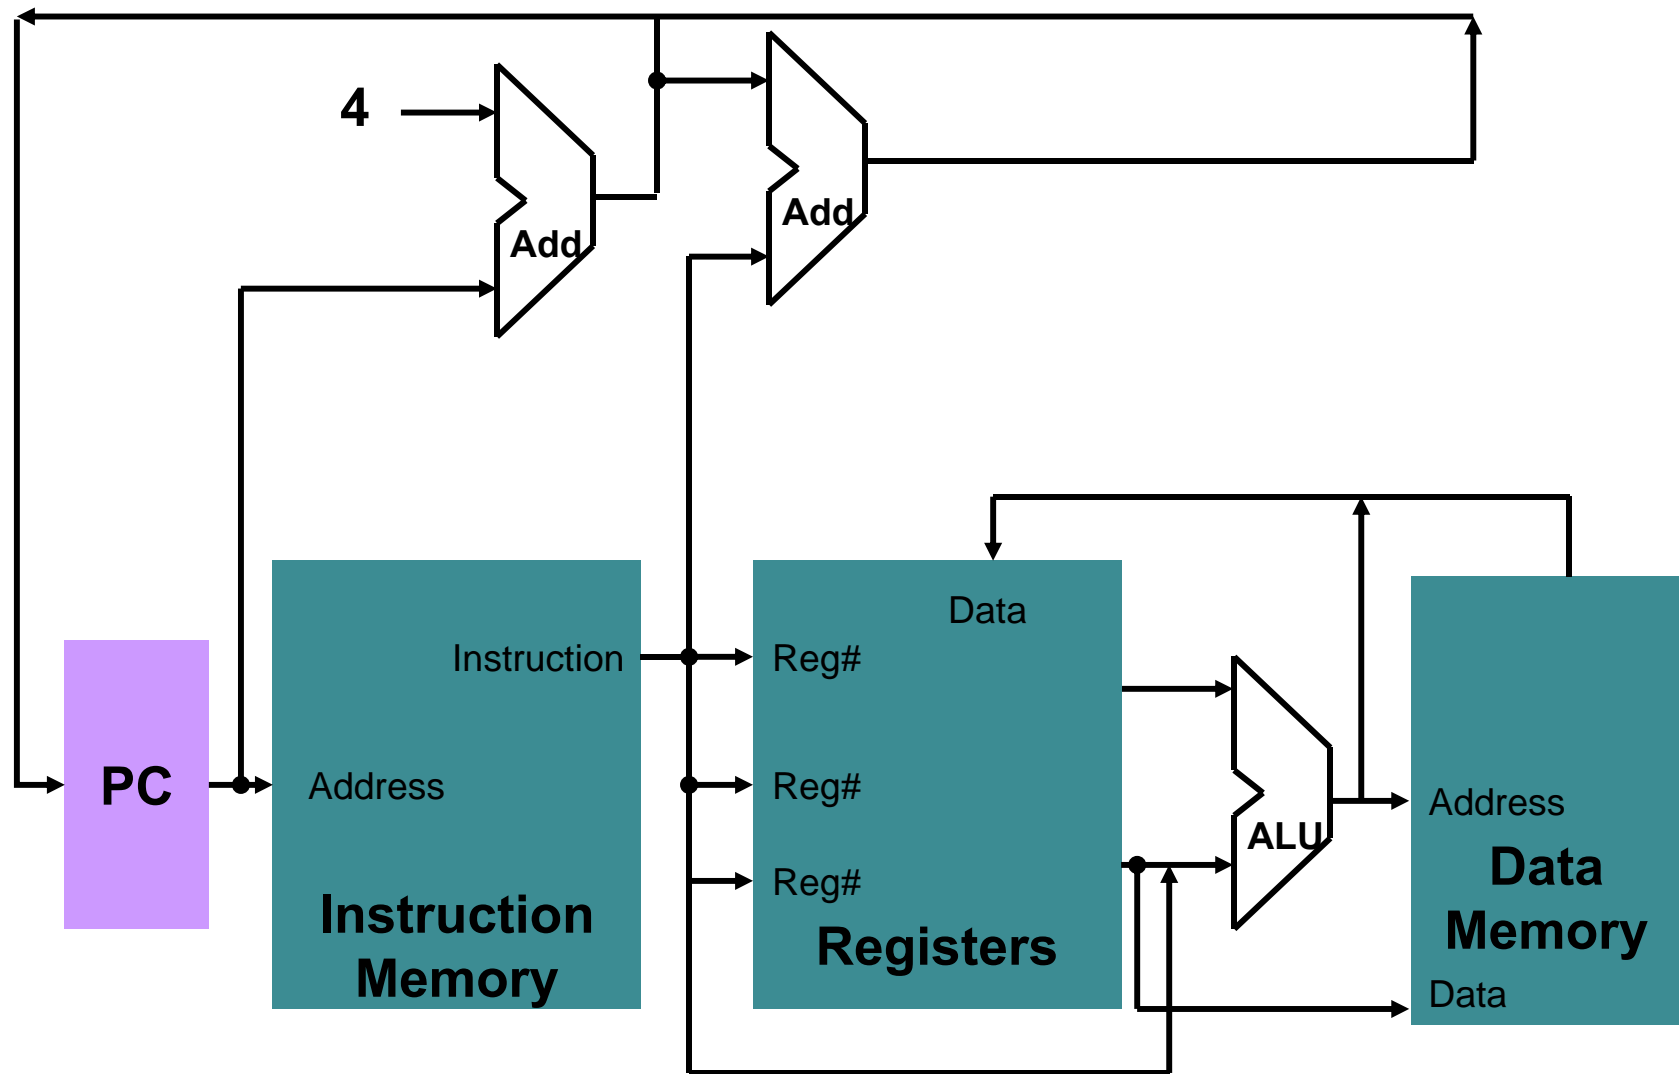 4
Add
Add
Data
Instruction
Reg#
PC
Address
Reg#
Address
ALU
Reg#
Data
Memory
Instruction
Memory
Registers
Data